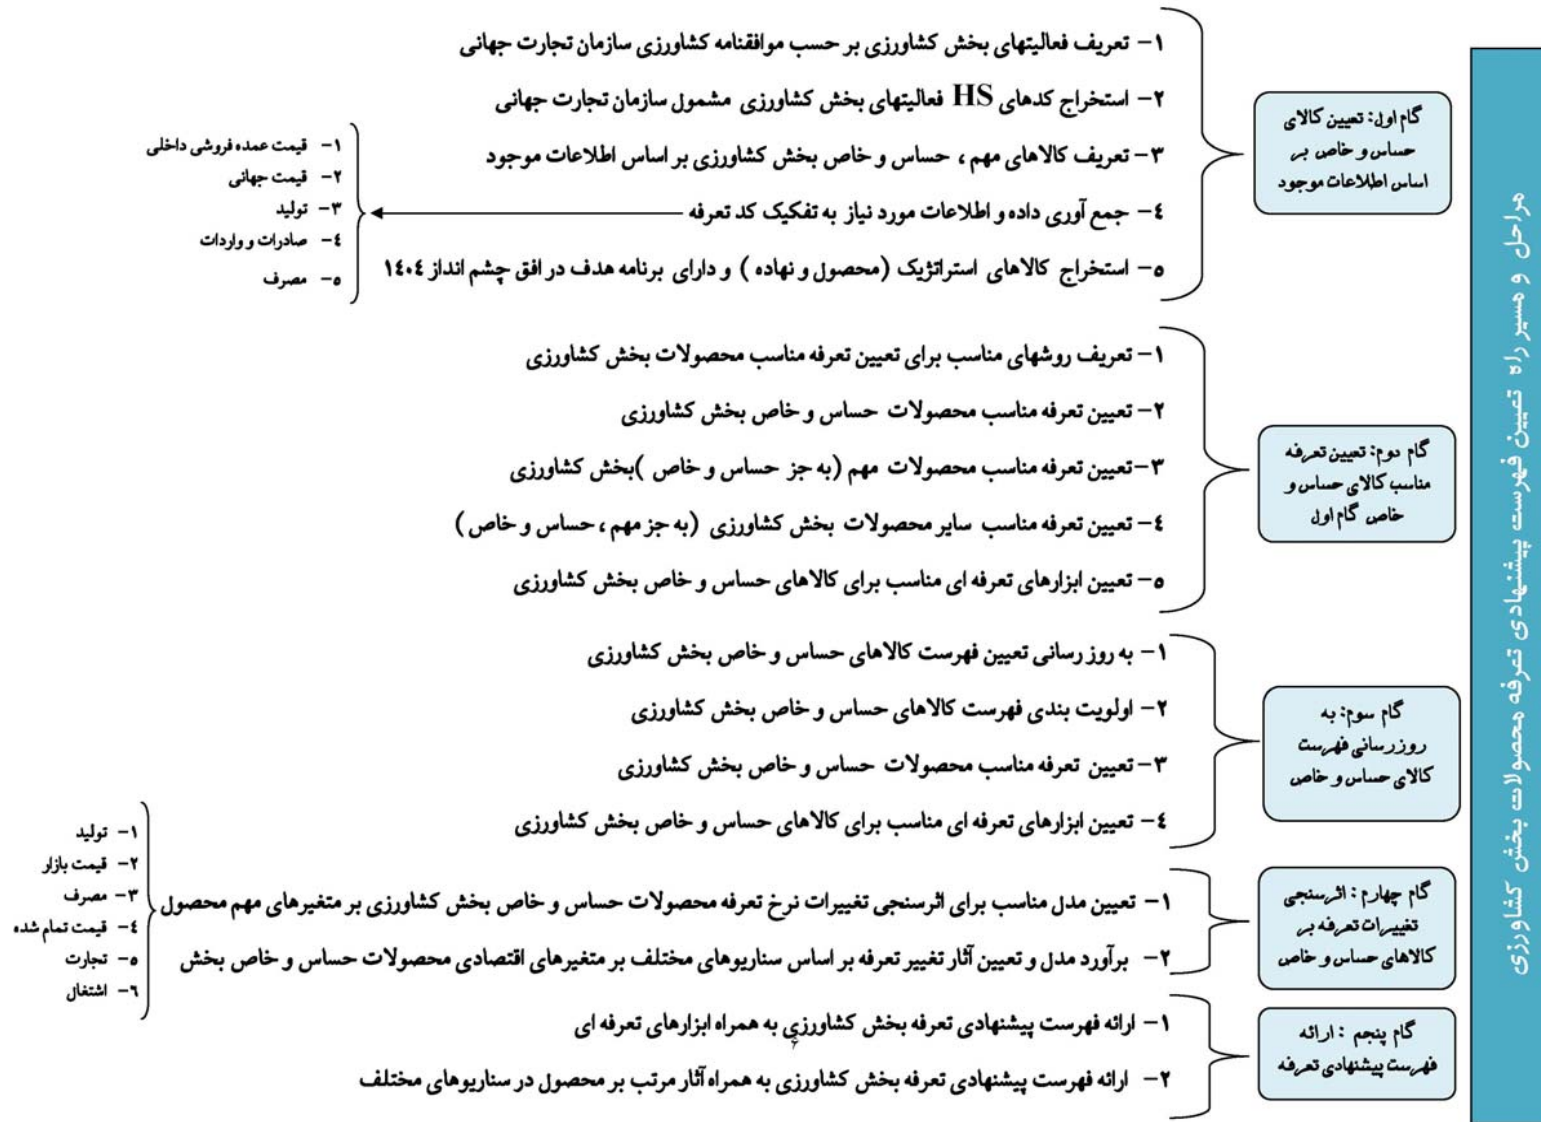 مراحل و مسیر راه تعیین فهرست پیشنهادی تعرفه محصولات بخش کشاورزی
گام اول: تعیین کالای
حساس و خاص بر
اساس اطلاعات موجود
۱- تعریف فعالیتهای بخش کشاورزی بر حسب موافقنامه کشاورزی سازمان تجارت جهانی
۲- استخراج کدهای HS فعالیتهای بخش کشاورزی مشمول سازمان تجارت جهانی
۳- تعریف کالاهای مهم ، حساس و خاص بخش کشاورزی بر اساس اطلاعات موجود
٤- جمع آوری داده و اطلاعات مورد نیاز به تفکیک کد تعرفه
۱- قیمت عمده فروشی داخلی
۲- قیمت جهانی
۳- تولید
٤- صادرات و واردات
٥- مصرف
٥- استخراج کالاهای استراتژیک (محصول و نهاده ) و دارای برنامه هدف در افق چشم انداز ۱٤۰٤
گام دوم: تعیین تعرفه
مناسب کالای حساس و
خاص گام اول
۱- تعریف روشهای مناسب برای تعیین تعرفه مناسب محصولات بخش کشاورزی
۲- تعیین تعرفه مناسب محصولات حساس و خاص بخش کشاورزی
۳-تعیین تعرفه مناسب محصولات مهم (به جز حساس و خاص )بخش کشاورزی
٤- تعیین تعرفه مناسب سایر محصولات بخش کشاورزی (به جز مهم ، حساس و خاص )
٥- تعیین ابزارهای تعرفه ای مناسب برای کالاهای حساس و خاص بخش کشاورزی
گام سوم: به
روزرسانی فهرست
کالای حساس و خاص
۱- به روز رسانی تعیین فهرست کالاهای حساس و خاص بخش کشاورزی
۲- اولویت بندی فهرست کالاهای حساس و خاص بخش کشاورزی
۳- تعیین تعرفه مناسب محصولات حساس و خاص بخش کشاورزی
٤- تعیین ابزارهای تعرفه ای مناسب برای کالاهای حساس و خاص بخش کشاورزی
گام چهارم : اثرسنجی
تغییرات تعرفه بر
کالاهای حساس و خاص
۱- تعیین مدل مناسب برای اثرسنجی تغییرات نرخ تعرفه محصولات حساس و خاص بخش کشاورزی بر متغیرهای مهم محصول
۱- تولید
۲- قیمت بازار
۳- مصرف
٤- قیمت تمام شده
٥- تجارت
٦- اشتغال
۲- برآورد مدل و تعیین آثار تغییر تعرفه بر اساس سناریوهای مختلف بر متغیرهای اقتصادی محصولات حساس و خاص بخش
گام پنجم : ارائه
فهرست پیشنهادی تعرفه
۱- ارائه فهرست پیشنهادی تعرفه بخش کشاورزی به همراه ابزارهای تعرفه ای
۶
۲- ارائه فهرست پیشنهادی تعرفه بخش کشاورزی به همراه آثار مرتب بر محصول در سناریوهای مختلف